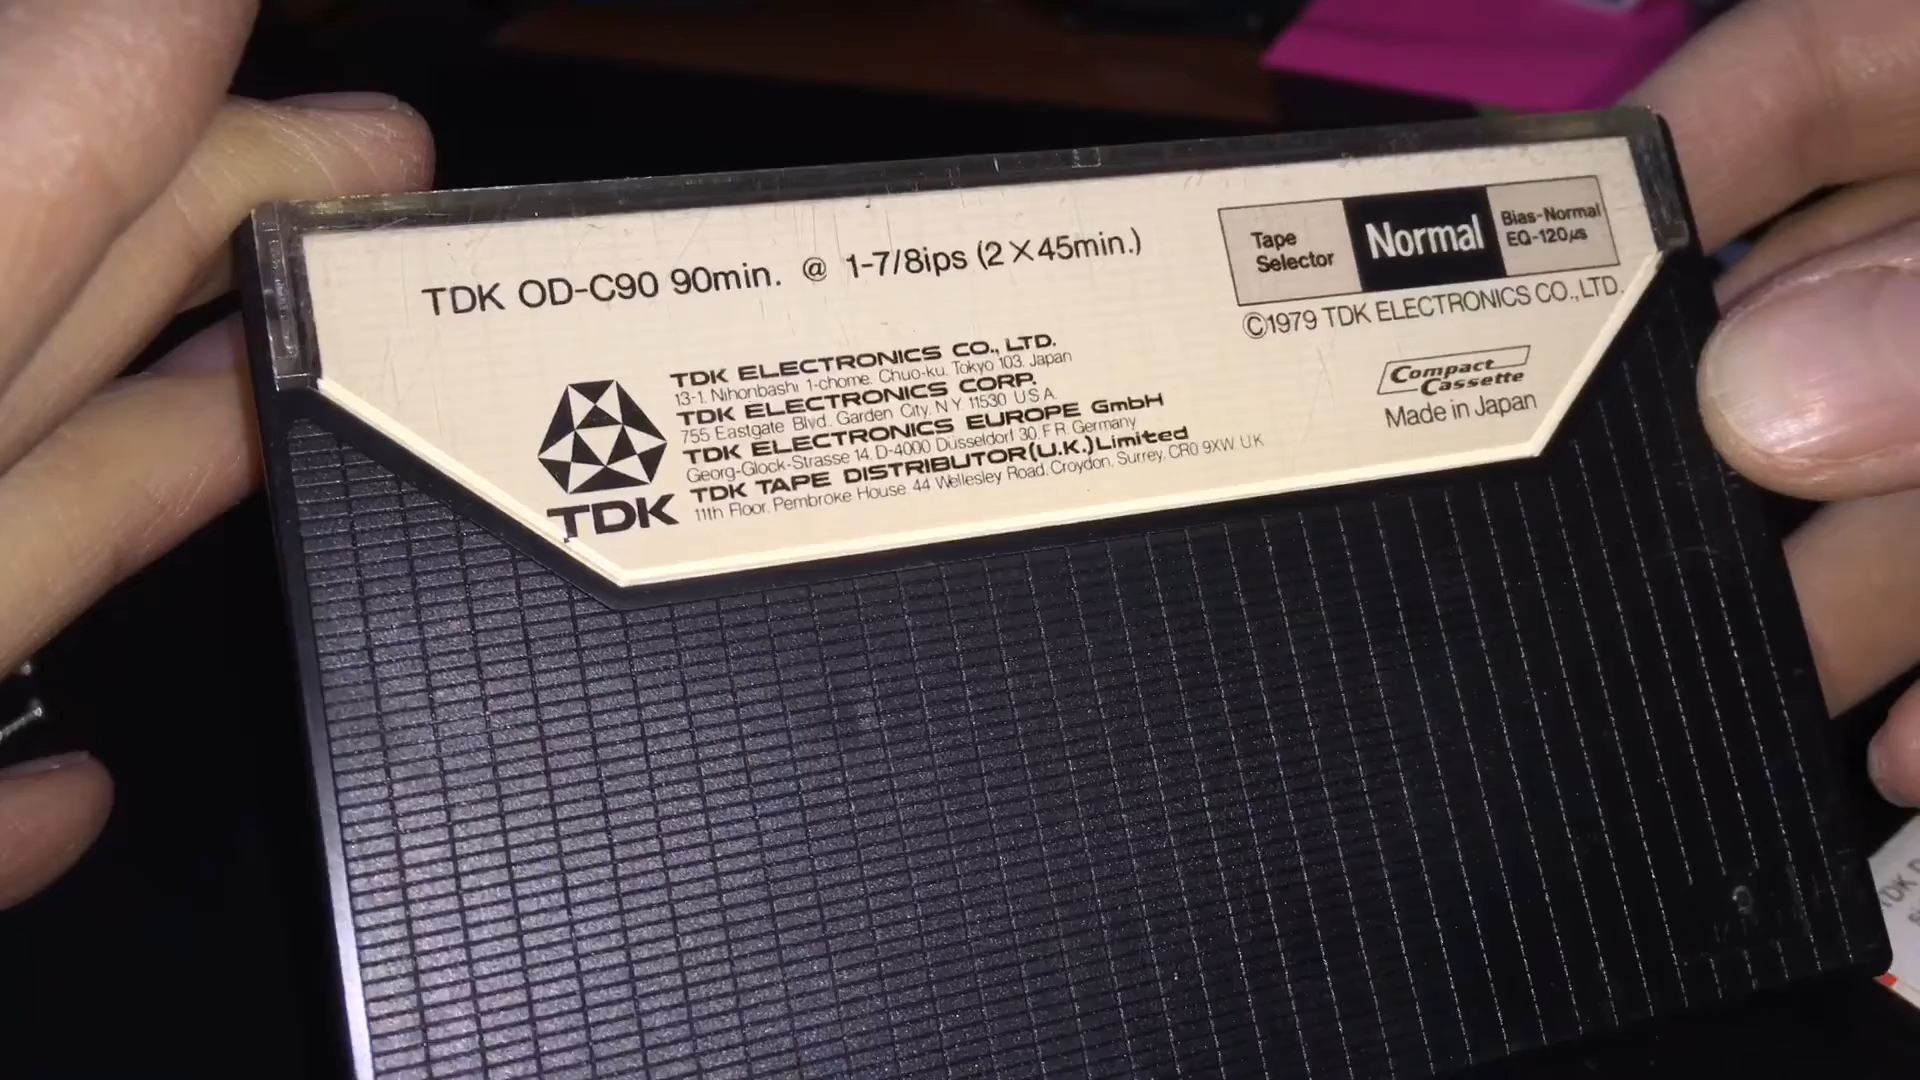 TDK OD-C90 90min. @ 1-7/8ips (2×45min.)
Tape Selector
Normal
Bias-Normal
EQ-120µs
©1979 TDK ELECTRONICS CO.,LTD.
TDK ELECTRONICS CO., LTD.
13-1, Nihonbashi 1-chome, Chuo-ku, Tokyo 103, Japan
TDK ELECTRONICS CORP.
755 Eastgate Blvd., Garden City, N.Y. 11530 U.S.A.
TDK ELECTRONICS EUROPE GmbH
Georg-Glock-Strasse 14, D-4000 Düsseldorf 30, F.R. Germany
TDK TAPE DISTRIBUTOR(U.K.)Limited
11th Floor, Pembroke House 44 Wellesley Road, Croydon, Surrey, CR0 9XW U.K.
TDK
Compact
Cassette
Made in Japan
TDK